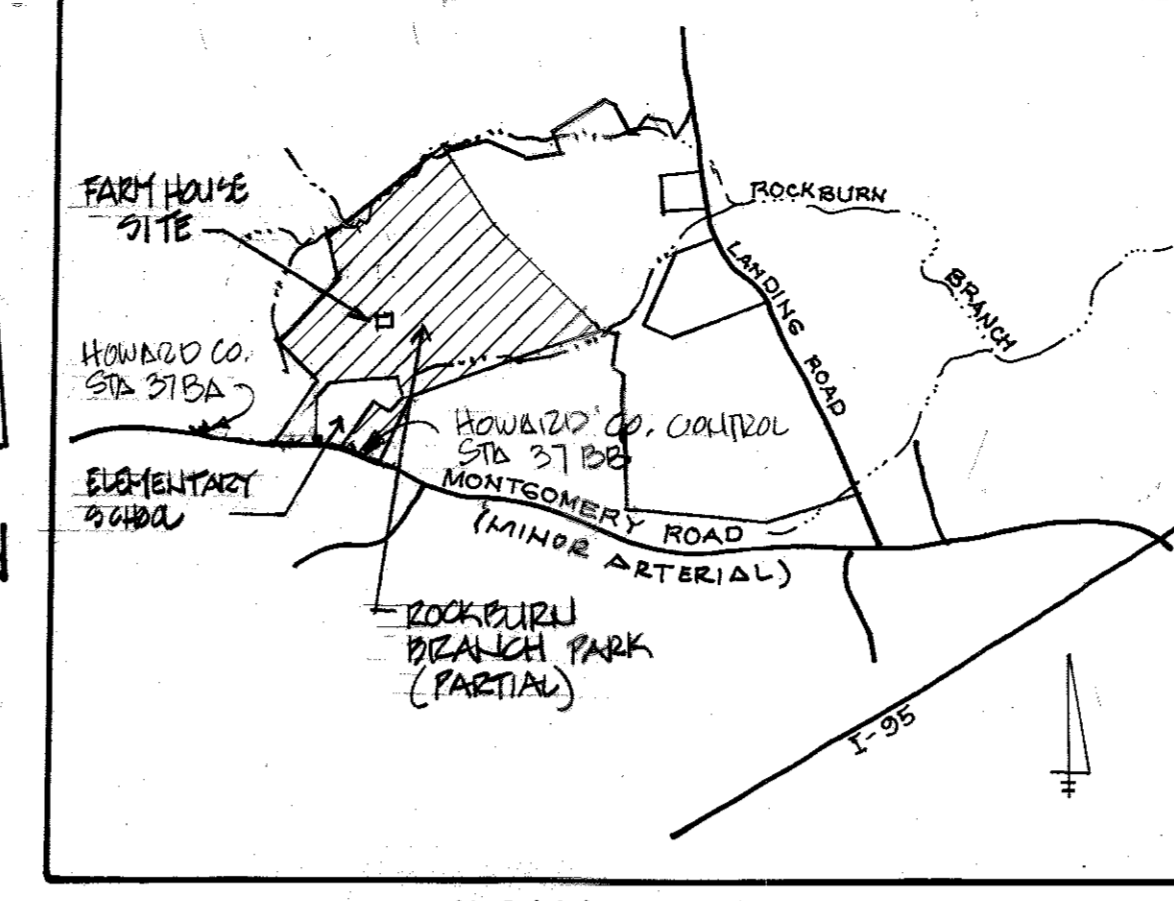 FARM HOUSE
SITE
ROCKBURN
BRANCH
LANDING ROAD
HOWARD CO.
STA 37BA
HOWARD CO. CONTROL
STA 37BB
ELEMENTARY
SCHOOL
MONTGOMERY ROAD
(MINOR ARTERIAL)
ROCKBURN
BRANCH PARK
(PARTIAL)
I-95